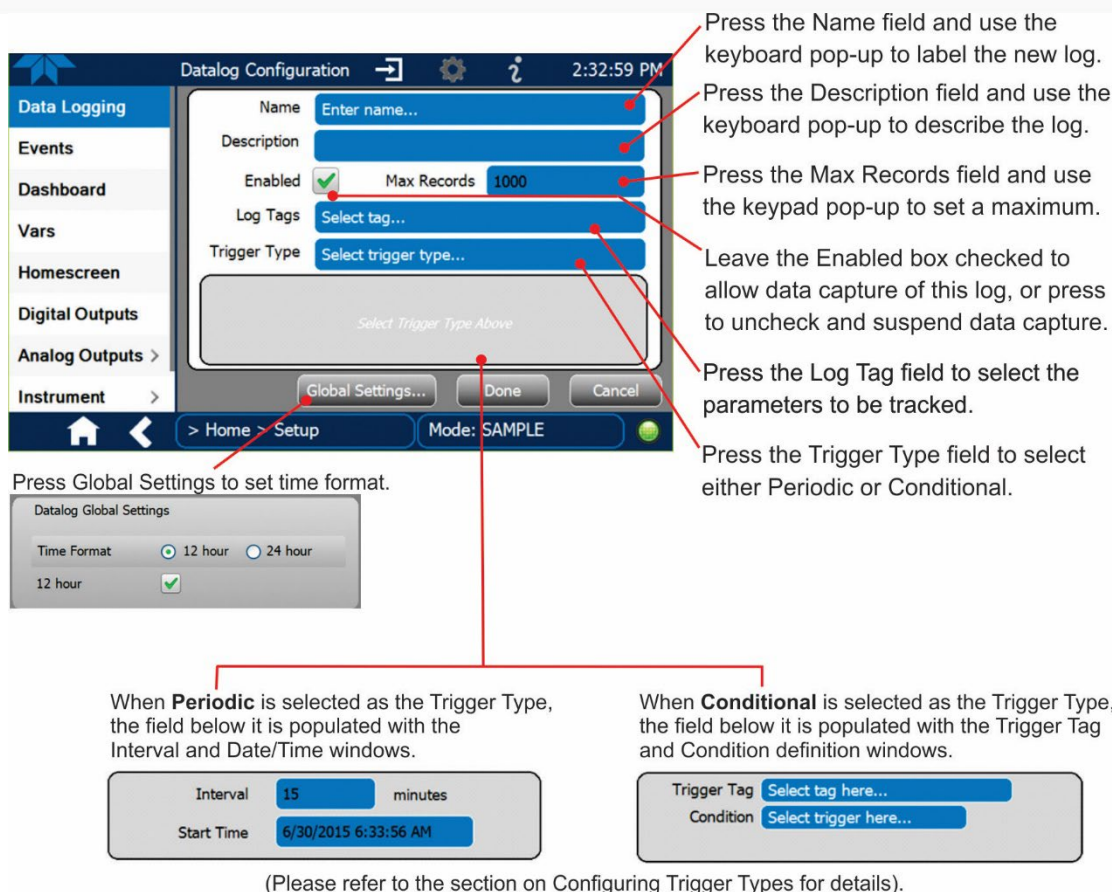 Press the Name field and use the
keyboard pop-up to label the new log.
Press the Description field and use the
keyboard pop-up to describe the log.
Press the Max Records field and use
the keypad pop-up to set a maximum.
Leave the Enabled box checked to
allow data capture of this log, or press
to uncheck and suspend data capture.
Press the Log Tag field to select the
parameters to be tracked.
Press the Trigger Type field to select
either Periodic or Conditional.
Datalog Configuration 2:32:59 PM
Data Logging
Events
Dashboard
Vars
Homescreen
Digital Outputs
Analog Outputs >
Instrument >
Name Enter name...
Description
Enabled Max Records 1000
Log Tags Select tag...
Trigger Type Select trigger type...
Select Trigger Type Above
Global Settings... Done Cancel
> Home > Setup Mode: SAMPLE
Press Global Settings to set time format.
Datalog Global Settings
Time Format 12 hour 24 hour
12 hour
When Periodic is selected as the Trigger Type,
the field below it is populated with the
Interval and Date/Time windows.
Interval 15 minutes
Start Time 6/30/2015 6:33:56 AM
When Conditional is selected as the Trigger Type,
the field below it is populated with the Trigger Tag
and Condition definition windows.
Trigger Tag Select tag here...
Condition Select trigger here...
(Please refer to the section on Configuring Trigger Types for details).